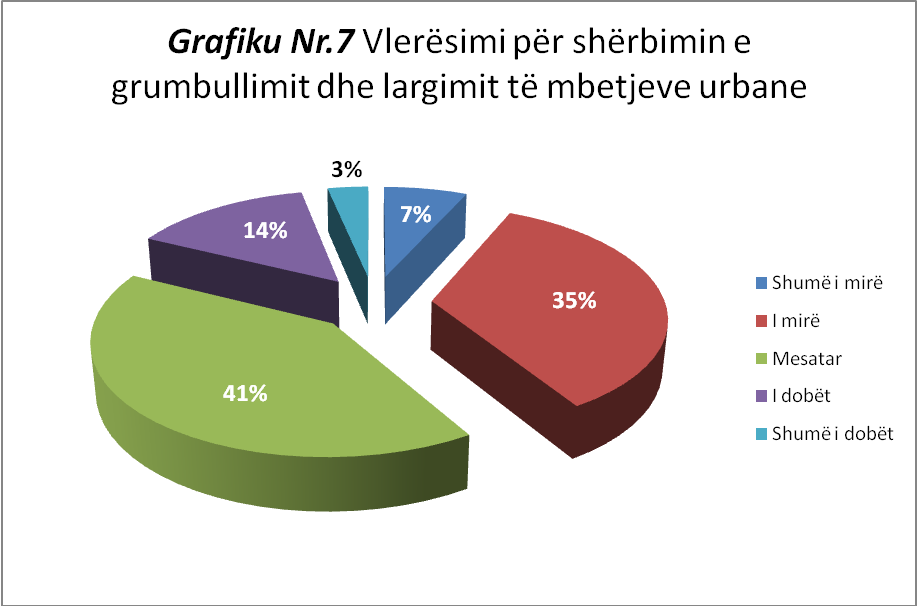 Grafiku Nr.7 Vlerësimi për shërbimin e
grumbullimit dhe largimit të mbetjeve urbane
3%
7%
14%
35%
41%
Shumë i mirë
I mirë
Mesatar
I dobët
Shumë i dobët